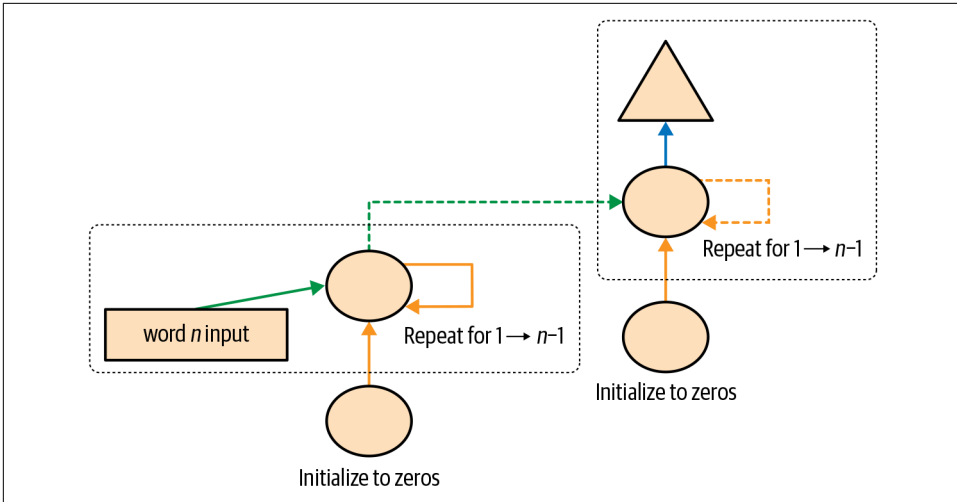 Repeat for 1 → n–1
word n input
Repeat for 1 → n–1
Initialize to zeros
Initialize to zeros